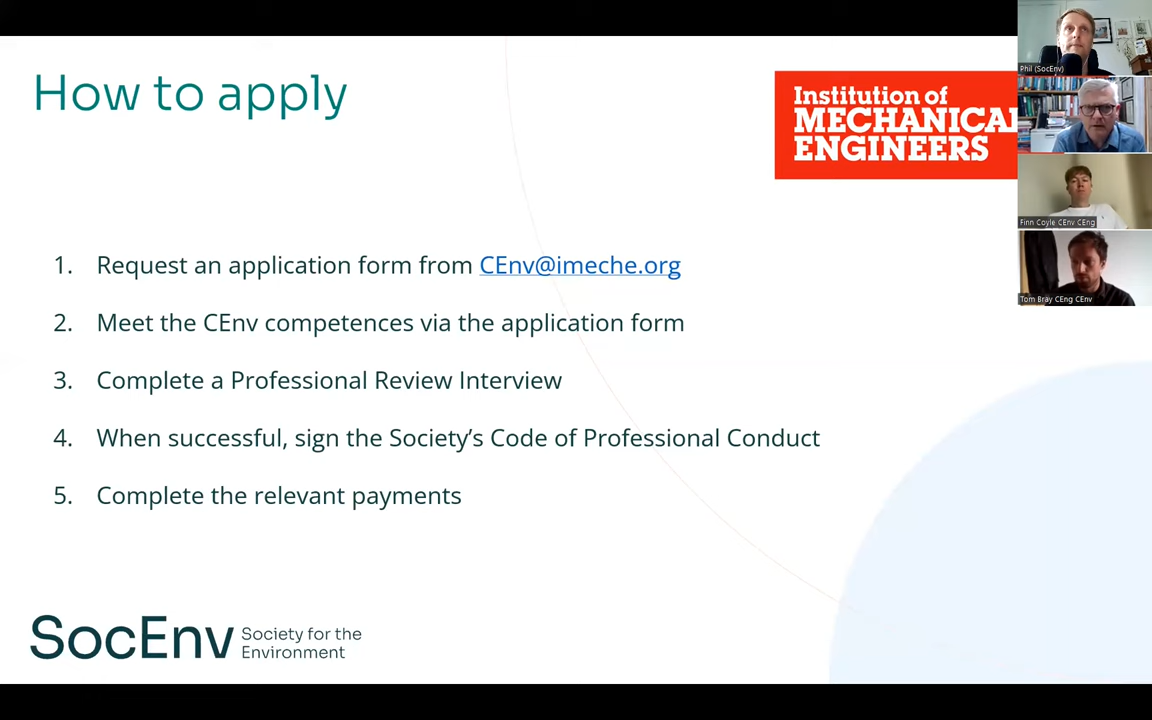 How to apply
Institution of
MECHANICAL
ENGINEERS
Phil (SocEnv)
Finn Coyle CEnv CEng
Tom Bray CEng CEnv
1. Request an application form from CEnv@imeche.org
2. Meet the CEnv competences via the application form
3. Complete a Professional Review Interview
4. When successful, sign the Society’s Code of Professional Conduct
5. Complete the relevant payments
SocEnv
Society for the
Environment